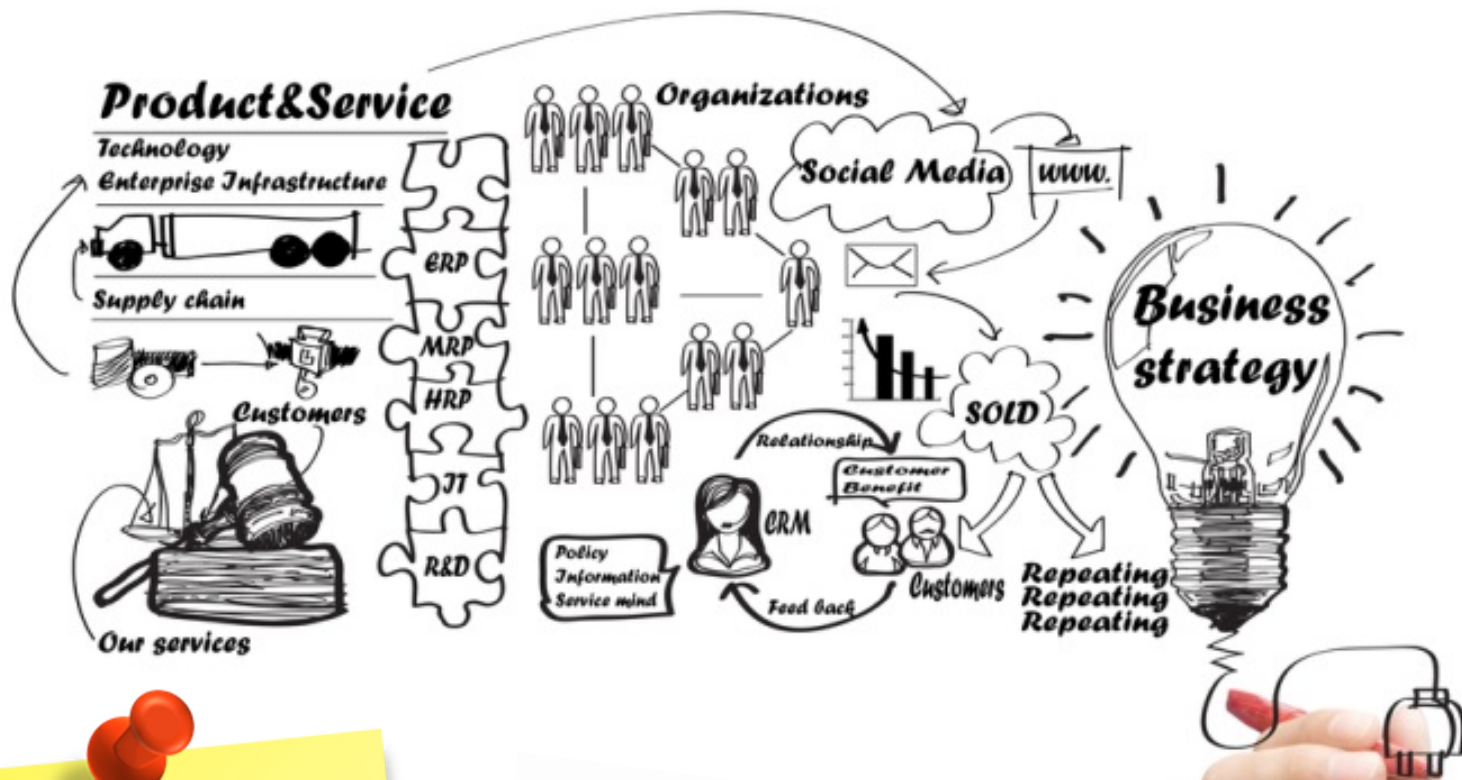 Product&Service
Technology
Enterprise Infrastructure
Supply chain
Customers
Our services
ERP
MRP
HRP
IT
R&D
Organizations
Social Media
www.
SOLD
Relationship
Customer
Benefit
CRM
Policy
Information
Service mind
Feed back
Customers
Repeating
Repeating
Repeating
Business
strategy